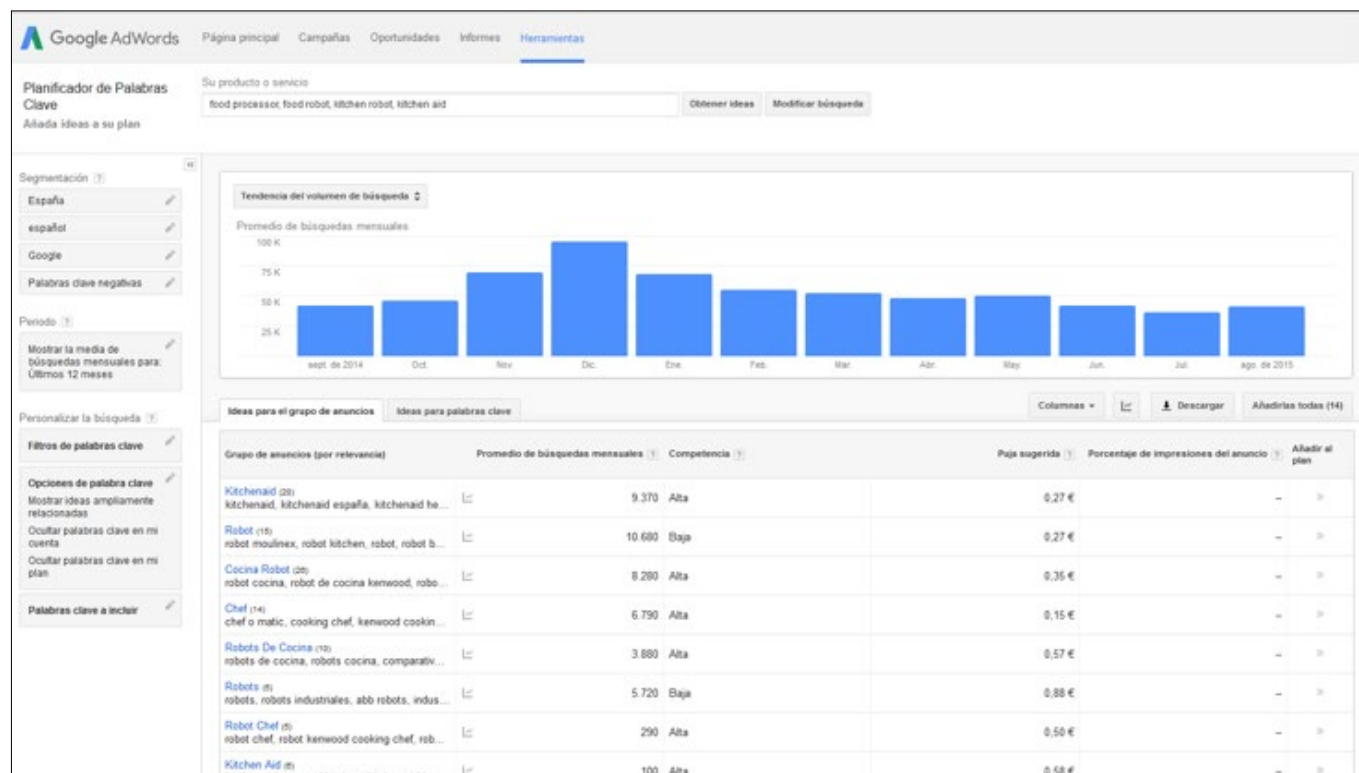 Google AdWords
Página principal Campañas Oportunidades Informes Herramientas
Planificador de Palabras Clave
Añada ideas a su plan
Su producto o servicio
food processor, food robot, kitchen robot, kitchen aid
Obtener ideas Modificar búsqueda
Segmentación ?
España
español
Google
Palabras clave negativas
Periodo ?
Mostrar la media de
búsquedas mensuales para:
Últimos 12 meses
Personalizar la búsqueda ?
Filtros de palabras clave
Opciones de palabra clave
Mostrar ideas ampliamente
relacionadas
Ocultar palabras clave en mi
cuenta
Ocultar palabras clave en mi
plan
Palabras clave a incluir
Tendencia del volumen de búsqueda
Promedio de búsquedas mensuales
100 K
75 K
50 K
25 K
sept. de 2014 Oct. Nov. Dic. Ene. Feb. Mar. Abr. May. Jun. Jul. ago. de 2015
Ideas para el grupo de anuncios Ideas para palabras clave
Columnas Descargar Añadirlas todas (14)
Grupo de anuncios (por relevancia) Promedio de búsquedas mensuales ? Competencia ? Puja sugerida ? Porcentaje de impresiones del anuncio ? Añadir al plan
Kitchenaid (20)
kitchenaid, kitchenaid españa, kitchenaid he... 9.370 Alta 0,27 € –
Robot (15)
robot moulinex, robot kitchen, robot, robot b... 10.680 Baja 0,27 € –
Cocina Robot (26)
robot cocina, robot de cocina kenwood, robo... 8.280 Alta 0,35 € –
Chef (14)
chef o matic, cooking chef, kenwood cookin... 6.790 Alta 0,15 € –
Robots De Cocina (10)
robots de cocina, robots cocina, comparativ... 3.880 Alta 0,57 € –
Robots (6)
robots, robots industriales, abb robots, indus... 5.720 Baja 0,88 € –
Robot Chef (5)
robot chef, robot kenwood cooking chef, rob... 290 Alta 0,50 € –
Kitchen Aid (6)
100 Alta 0,58 € –